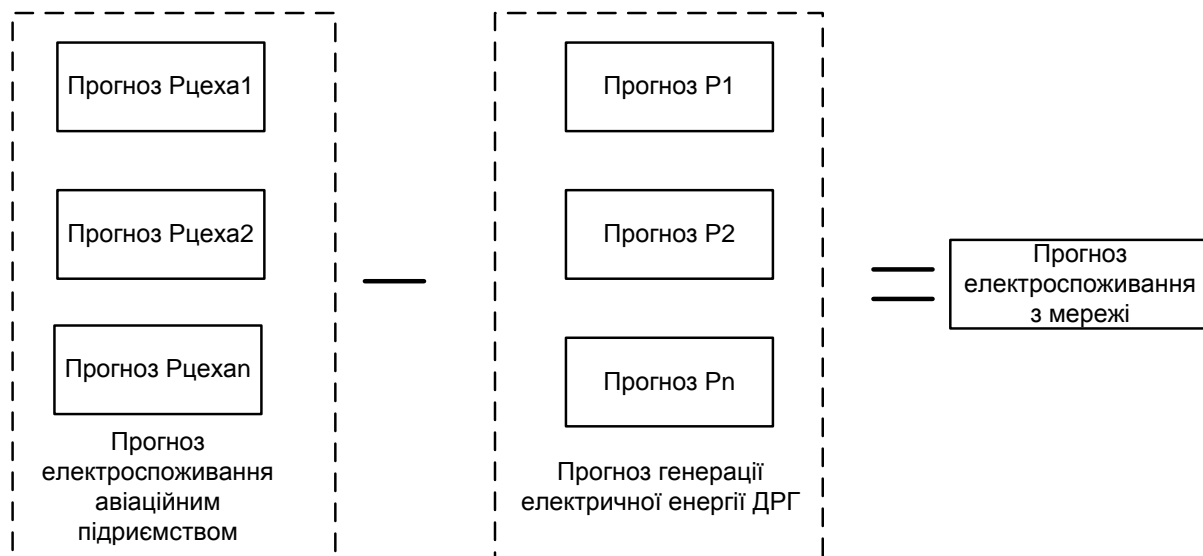 Прогноз Рцеха1
Прогноз Рцеха2
Прогноз Рцехаn
Прогноз
електроспоживання
авіаційним
підриємством
Прогноз Р1
Прогноз Р2
Прогноз Рn
Прогноз генерації
електричної енергії ДРГ
Прогноз
електроспоживання
з мережі